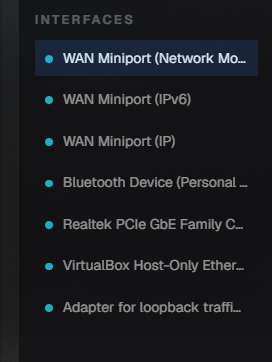 INTERFACES
WAN Miniport (Network Mo...
WAN Miniport (IPv6)
WAN Miniport (IP)
Bluetooth Device (Personal ...
Realtek PCIe GbE Family C...
VirtualBox Host-Only Ether...
Adapter for loopback traffi...